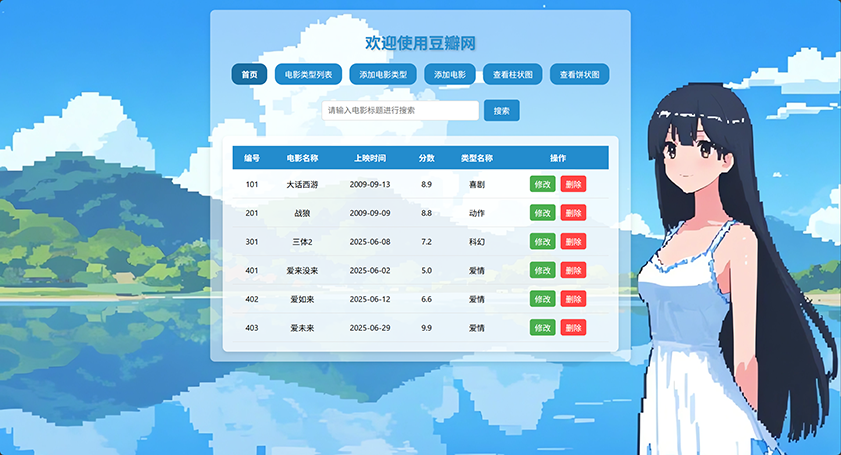 欢迎使用豆瓣网
首页 电影类型列表 添加电影类型 添加电影 查看柱状图 查看饼状图
请输入电影标题进行搜索 搜索
编号 电影名称 上映时间 分数 类型名称 操作
101 大话西游 2009-09-13 8.9 喜剧 修改 删除
201 战狼 2009-09-09 8.8 动作 修改 删除
301 三体2 2025-06-08 7.2 科幻 修改 删除
401 爱来没来 2025-06-02 5.0 爱情 修改 删除
402 爱如来 2025-06-12 6.6 爱情 修改 删除
403 爱未来 2025-06-29 9.9 爱情 修改 删除